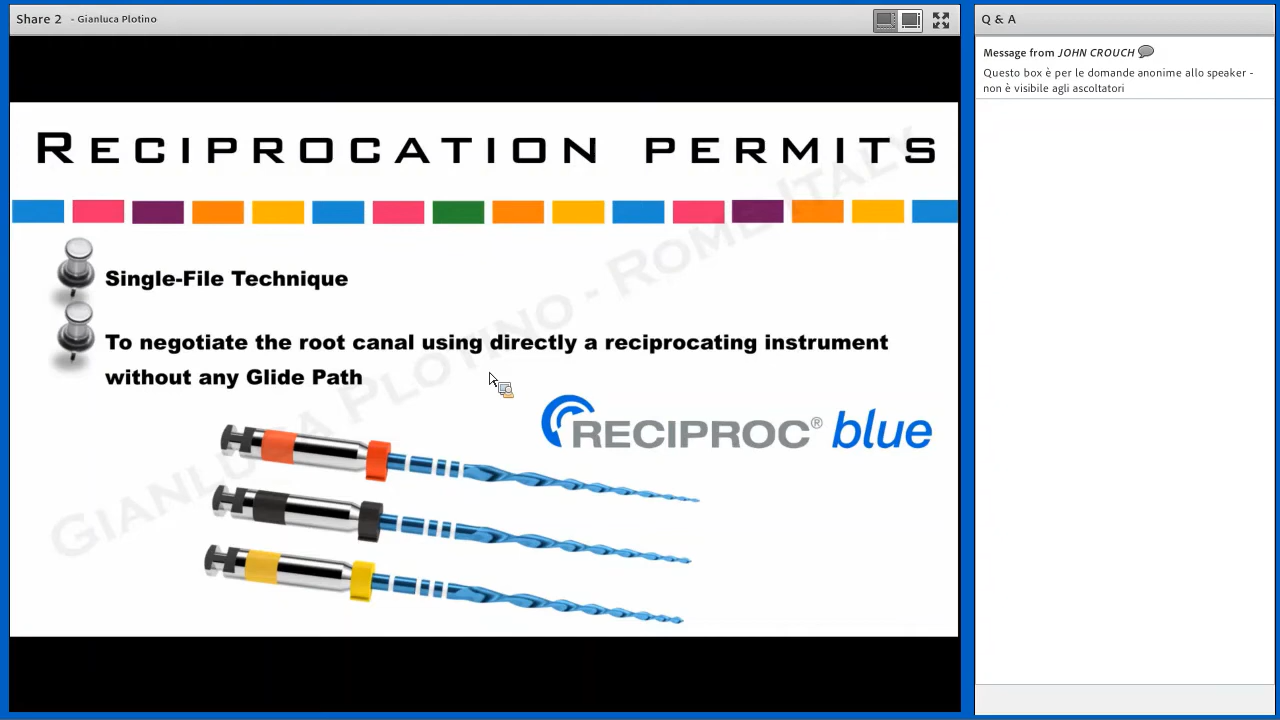 Share 2 - Gianluca Plotino
Q & A
Message from JOHN CROUCH
Questo box è per le domande anonime allo speaker -
non è visibile agli ascoltatori
RECIPROCATION PERMITS
Single-File Technique
To negotiate the root canal using directly a reciprocating instrument
without any Glide Path
RECIPROC® blue
GIANLUCA PLOTINO - ROME ITALY